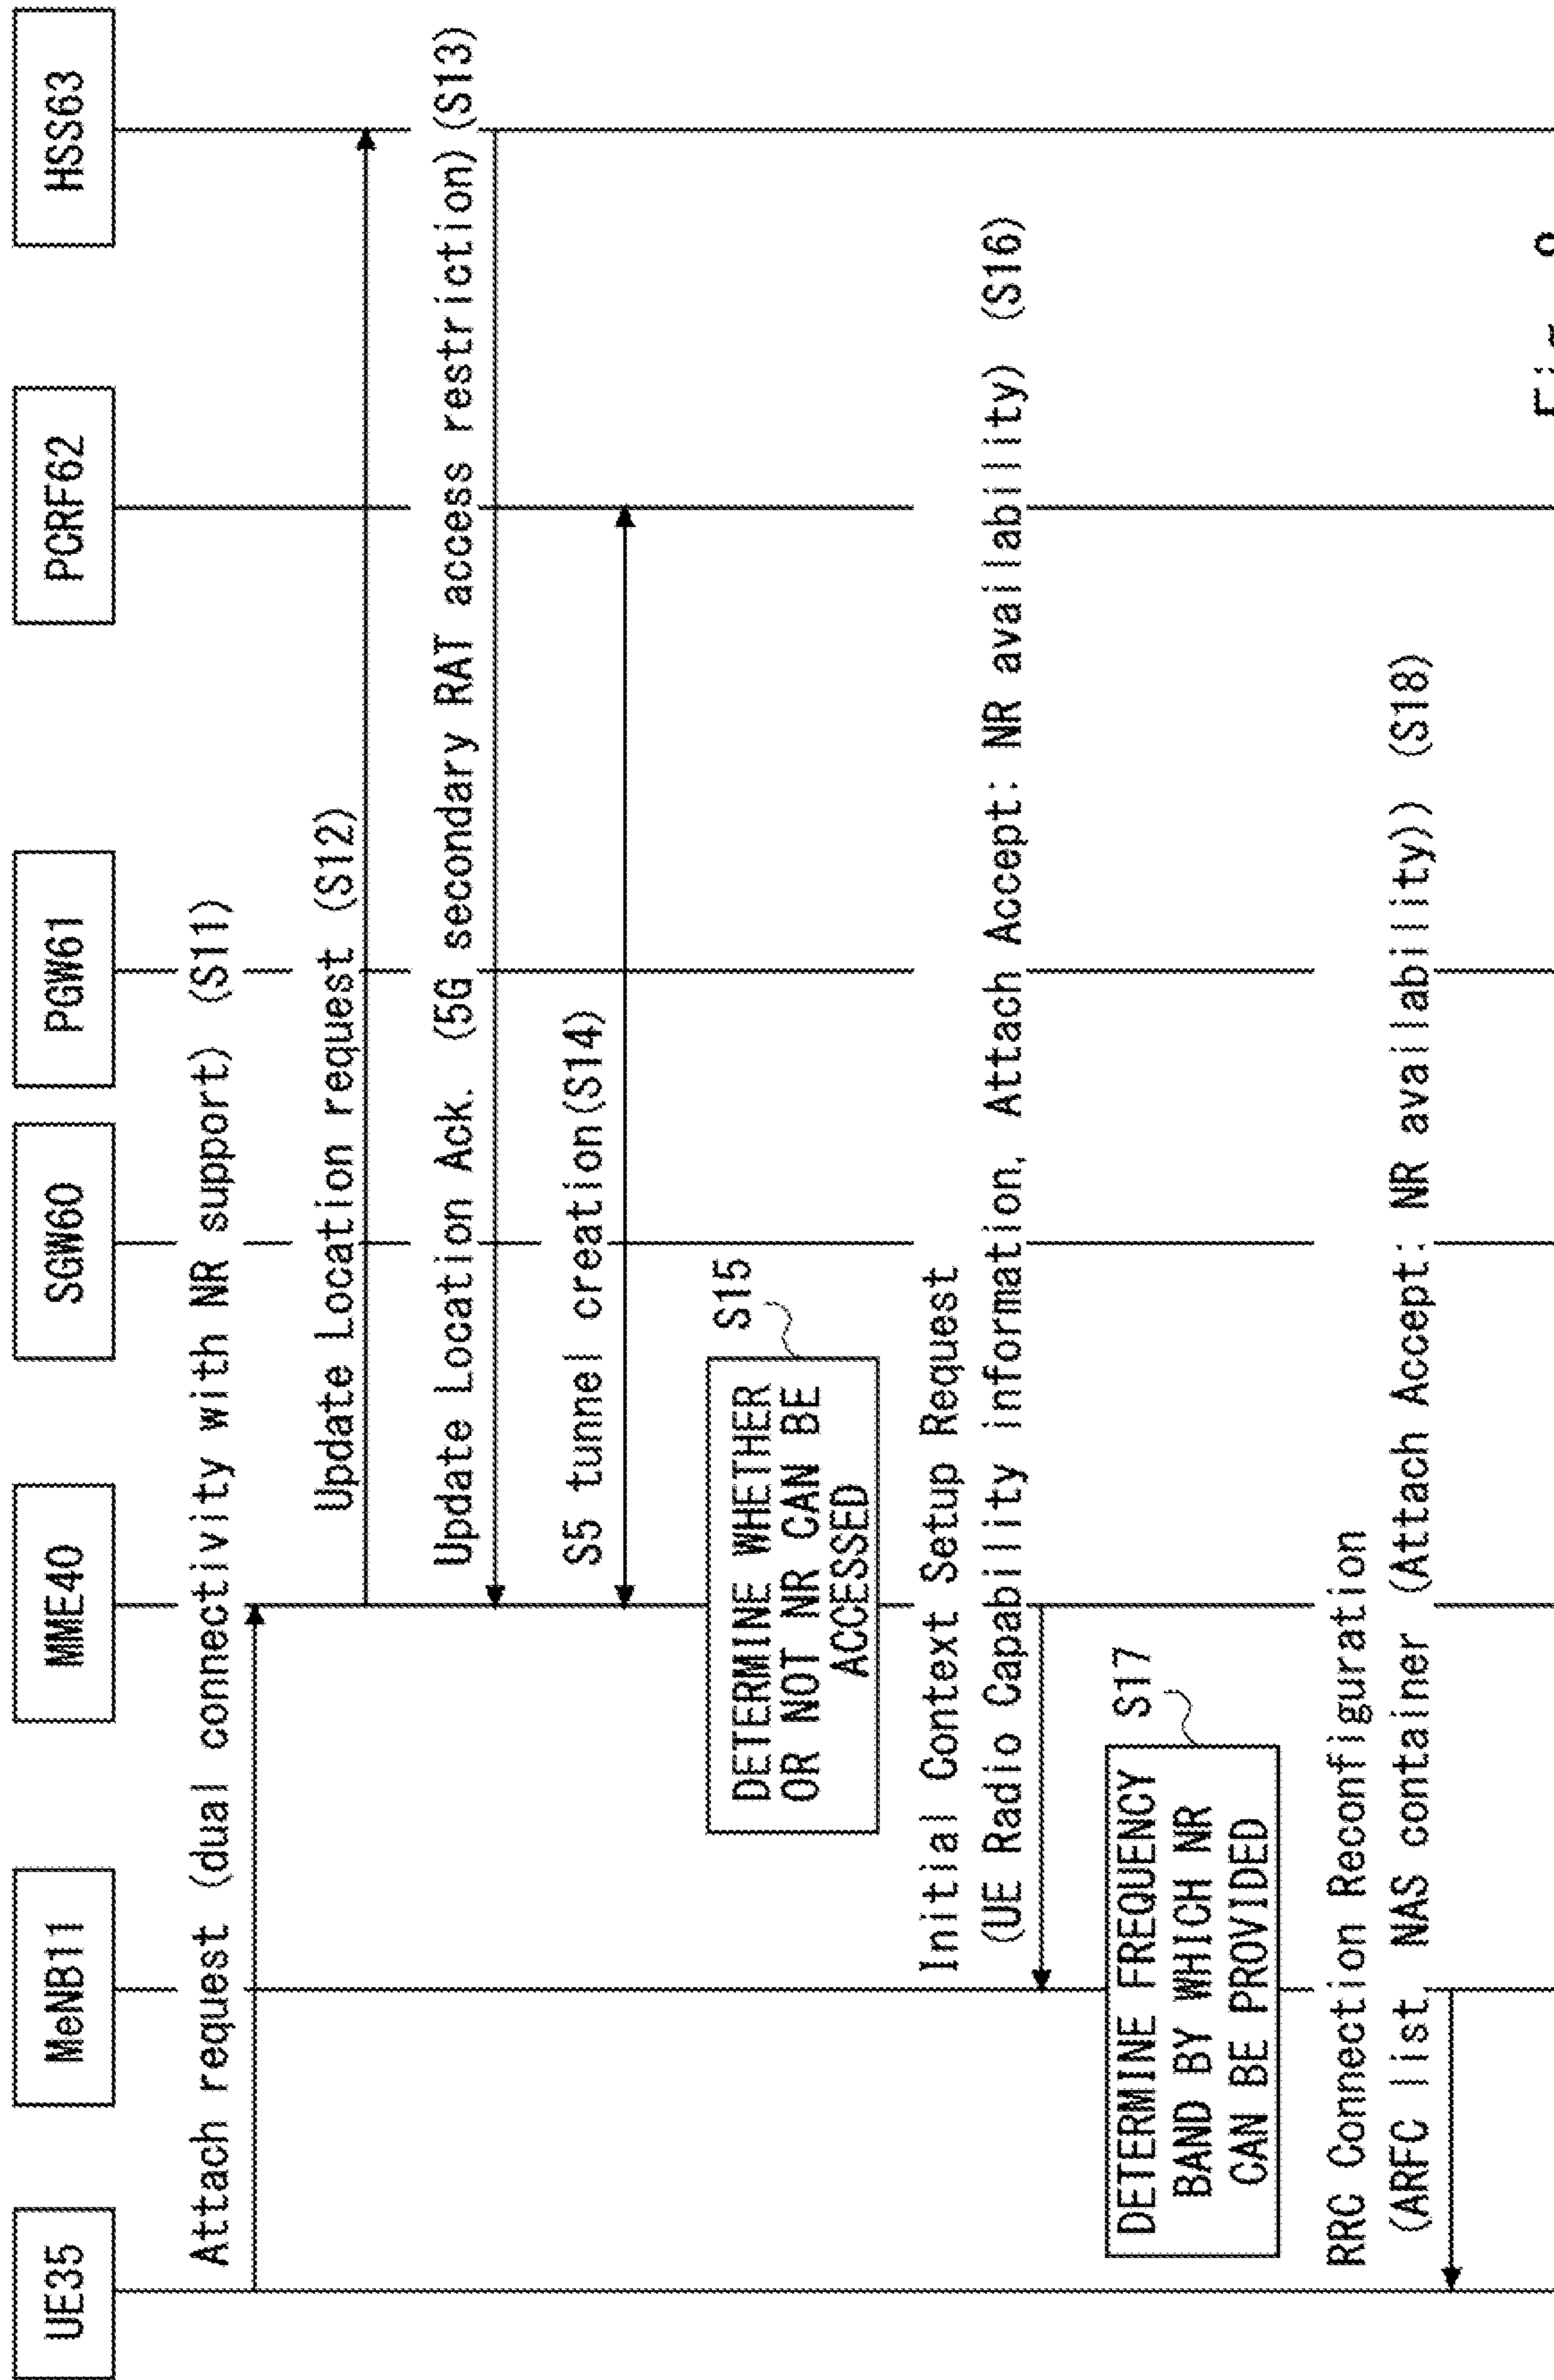 UE35
MeNB11
MME40
SGW60
PGW61
PCRF62
HSS63
Attach request (dual connectivity with NR support) (S11)
Update Location request (S12)
Update Location Ack. (5G secondary RAT access restriction) (S13)
S5 tunnel creation(S14)
S15
DETERMINE WHETHER
OR NOT NR CAN BE
ACCESSED
Initial Context Setup Request
(UE Radio Capability information, Attach Accept: NR availability) (S16)
S17
DETERMINE FREQUENCY
BAND BY WHICH NR
CAN BE PROVIDED
RRC Connection Reconfiguration
(ARFC list NAS container (Attach Accept: NR availability)) (S18)